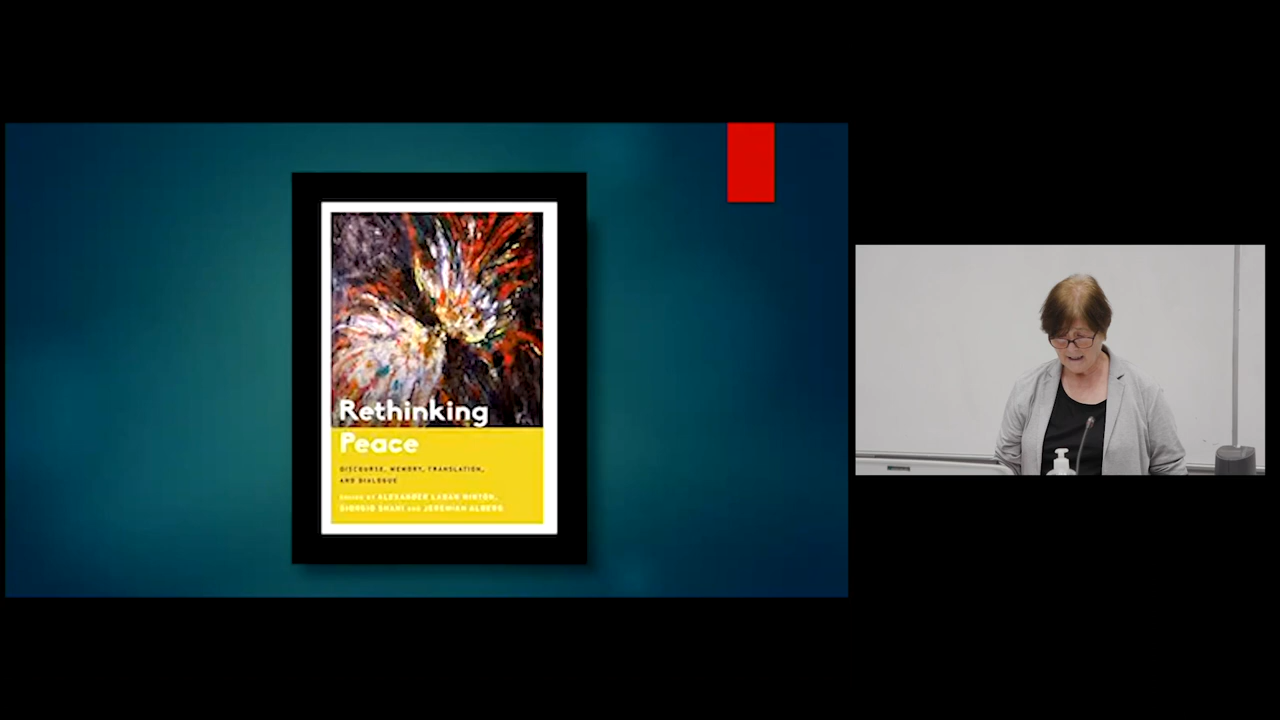 Rethinking
Peace
DISCOURSE, MEMORY, TRANSLATION,
AND DIALOGUE
EDITED BY ALEXANDER LABAN HINTON,
GIORGIO SHANI AND JEREMIAH ALBERG